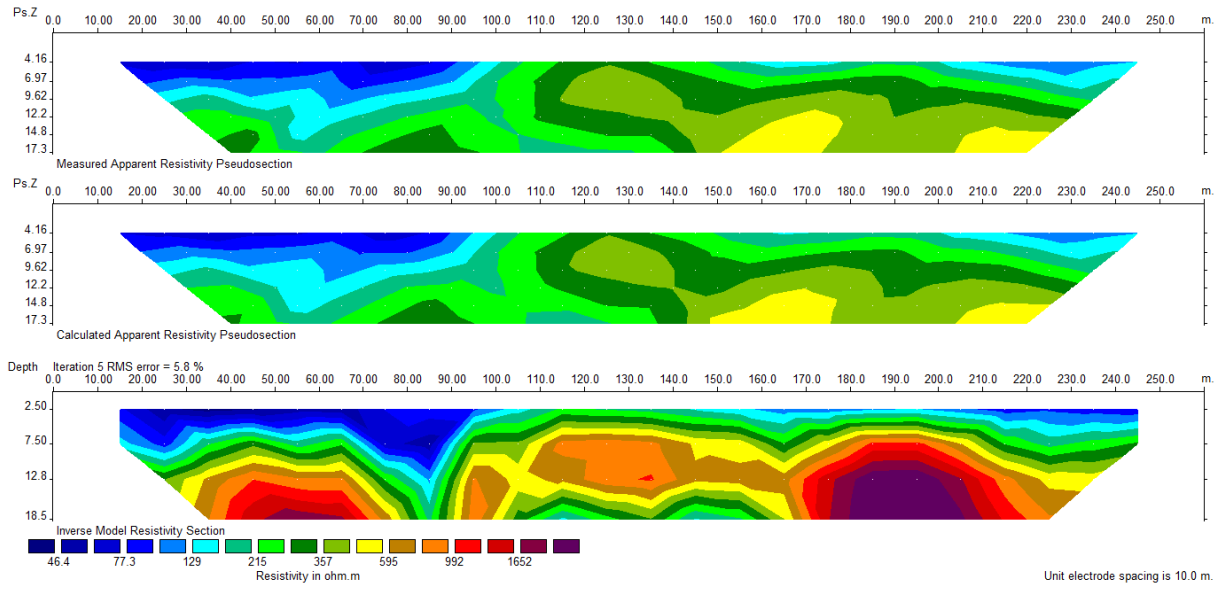 Ps.Z 0.0 10.00 20.00 30.00 40.00 50.00 60.00 70.00 80.00 90.00 100.0 110.0 120.0 130.0 140.0 150.0 160.0 170.0 180.0 190.0 200.0 210.0 220.0 230.0 240.0 250.0 m.
4.16
6.97
9.62
12.2
14.8
17.3
Measured Apparent Resistivity Pseudosection
Ps.Z 0.0 10.00 20.00 30.00 40.00 50.00 60.00 70.00 80.00 90.00 100.0 110.0 120.0 130.0 140.0 150.0 160.0 170.0 180.0 190.0 200.0 210.0 220.0 230.0 240.0 250.0 m.
4.16
6.97
9.62
12.2
14.8
17.3
Calculated Apparent Resistivity Pseudosection
Depth Iteration 5 RMS error = 5.8 %
0.0 10.00 20.00 30.00 40.00 50.00 60.00 70.00 80.00 90.00 100.0 110.0 120.0 130.0 140.0 150.0 160.0 170.0 180.0 190.0 200.0 210.0 220.0 230.0 240.0 250.0 m.
2.50
7.50
12.8
18.5
Inverse Model Resistivity Section
46.4 77.3 129 215 357 595 992 1652
Resistivity in ohm.m
Unit electrode spacing is 10.0 m.